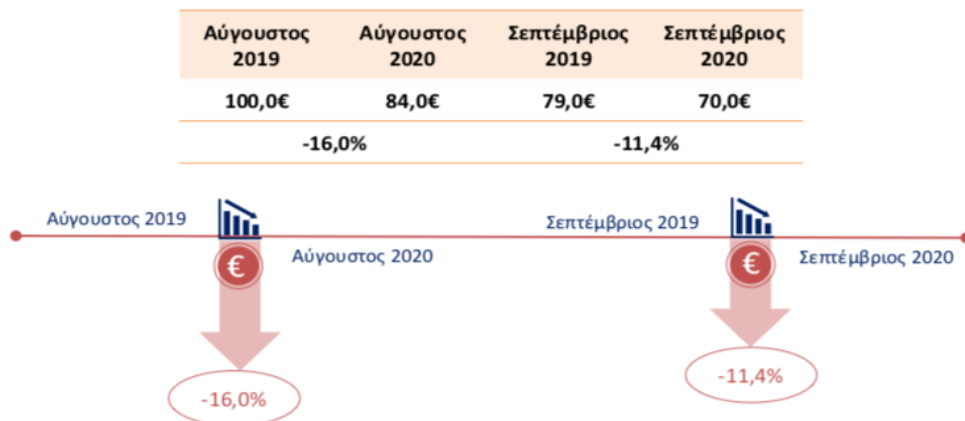 Αύγουστος Αύγουστος Σεπτέμβριος Σεπτέμβριος
2019 2020 2019 2020
100,0€ 84,0€ 79,0€ 70,0€
-16,0% -11,4%
Αύγουστος 2019 Σεπτέμβριος 2019
Αύγουστος 2020 Σεπτέμβριος 2020
€ €
-16,0% -11,4%